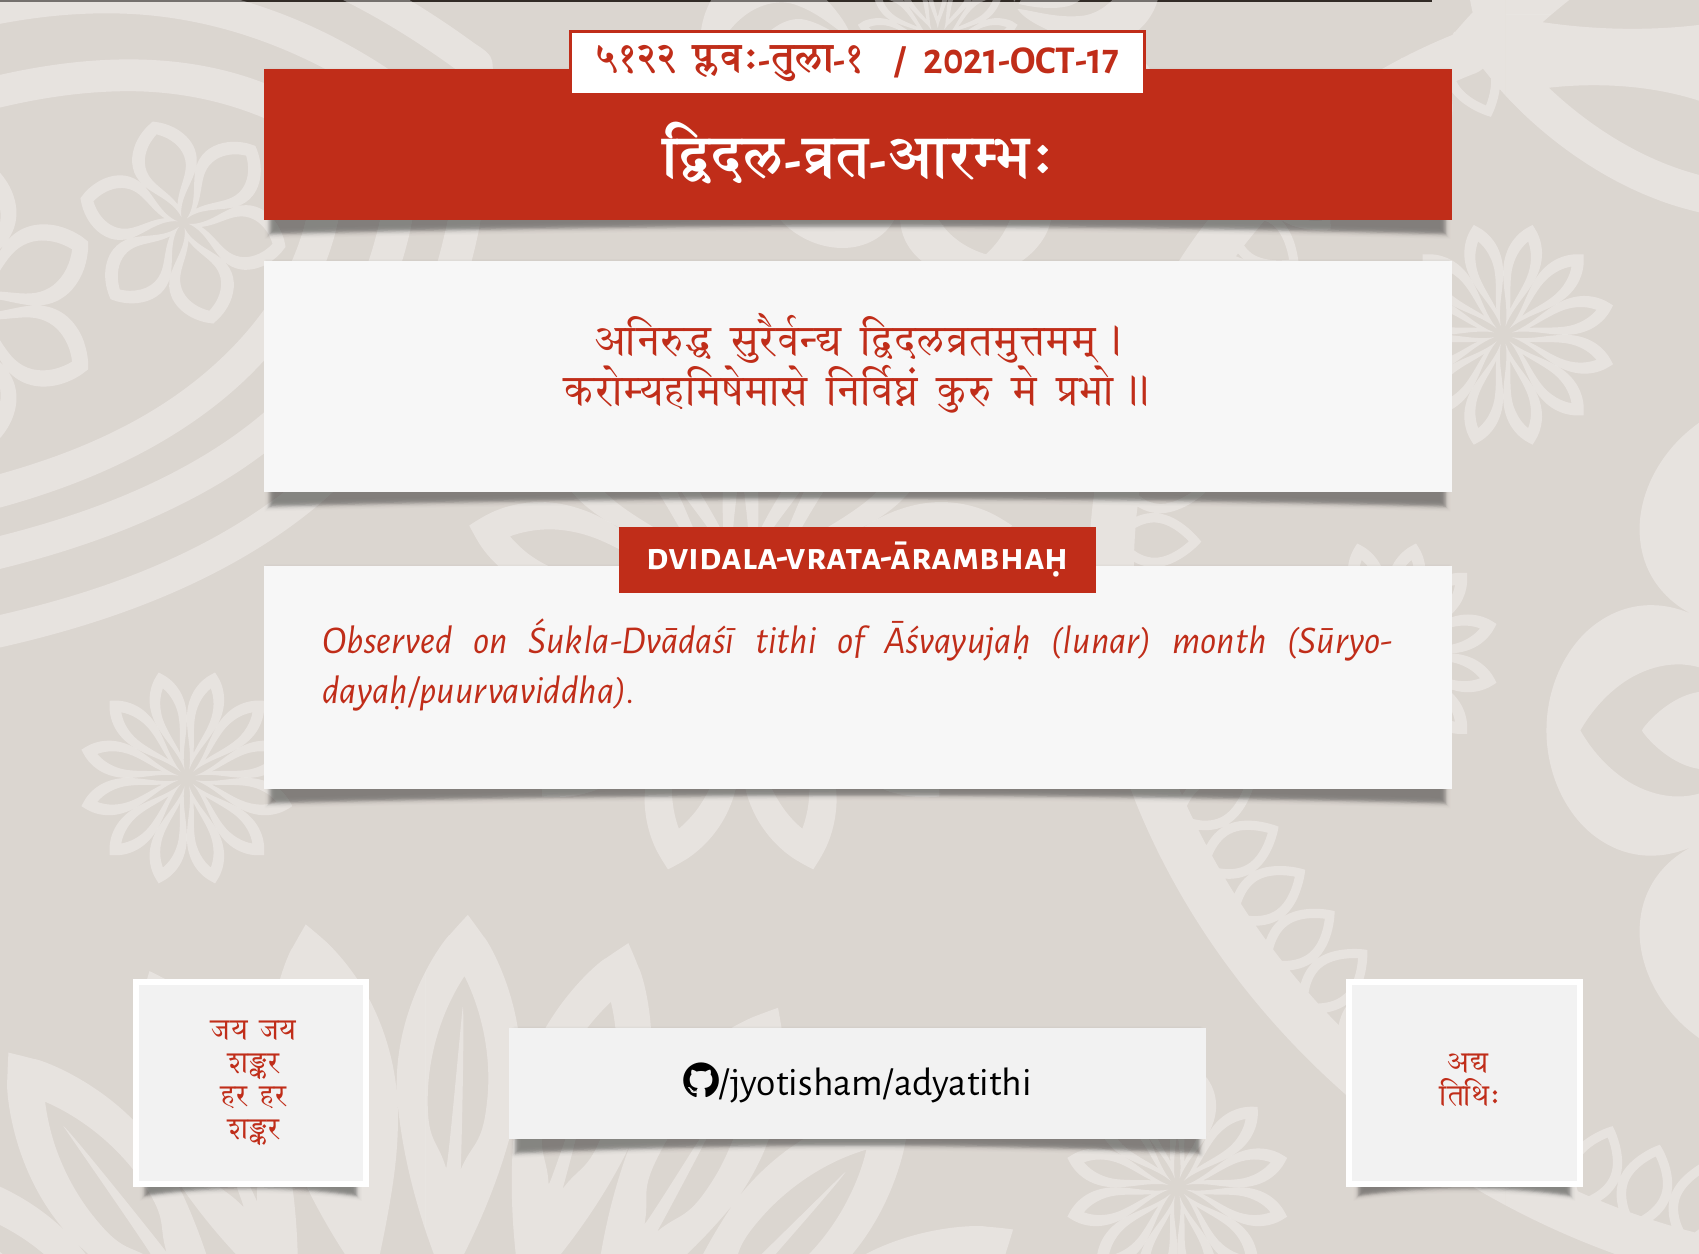 ५१२२ प्लवः-तुला-१ / 2021-OCT-17
द्विदल-व्रत-आरम्भः
अनिरुद्ध सुरैर्वन्द्य द्विदलव्रतमुत्तमम् ।
करोम्यहमिषेमासे निर्विघ्नं कुरु मे प्रभो ॥
DVIDALA-VRATA-ĀRAMBHAḤ
Observed on Śukla-Dvādaśī tithi of Āśvayujaḥ (lunar) month (Sūryo-
dayaḥ/puurvaviddha).
जय जय
शङ्कर
हर हर
शङ्कर
/jyotisham/adyatithi
अद्य
तिथिः